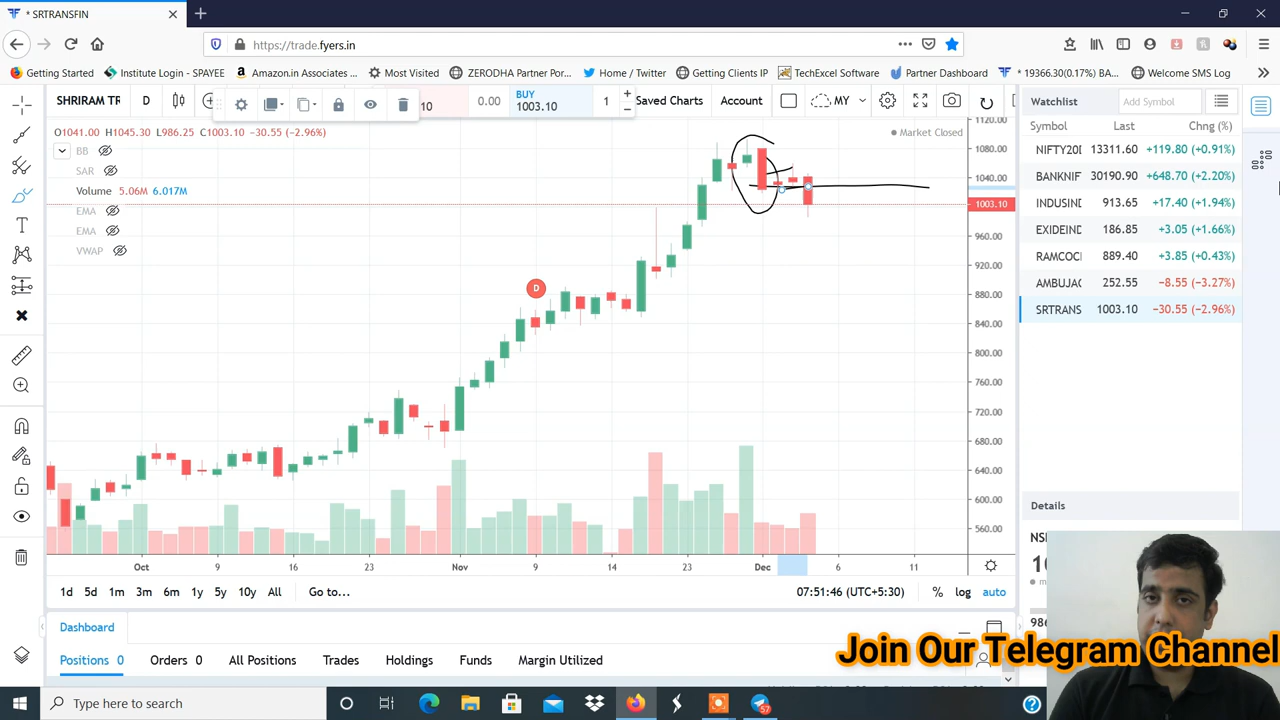 * SRTRANSFIN
https://trade.fyers.in
Getting Started
Institute Login - SPAYEE
Amazon.in Associates ...
Most Visited
ZERODHA Partner Por...
Home / Twitter
Getting Clients IP
TechExcel Software
Partner Dashboard
* 19366.30(0.17%) BA...
Welcome SMS Log
SHRIRAM TR
D
10
0.00
BUY
1003.10
1
Saved Charts
Account
MY
Watchlist
Add Symbol
Symbol Last Chng (%)
NIFTY20 13311.60 +119.80 (+0.91%)
BANKNIF 30190.90 +648.70 (+2.20%)
INDUSIN 913.65 +17.40 (+1.94%)
EXIDEIND 186.85 +3.05 (+1.66%)
RAMCOC 889.40 +3.85 (+0.43%)
AMBUJA 252.55 −8.55 (−3.27%)
SRTRANS 1003.10 −30.55 (−2.96%)
O1041.00 H1045.30 L986.25 C1003.10 −30.55 (−2.96%)
Market Closed
BB
SAR
Volume 5.06M 6.017M
EMA
EMA
VWAP
D
1120.00
1080.00
1040.00
1003.10
960.00
920.00
880.00
840.00
800.00
760.00
720.00
680.00
640.00
600.00
560.00
Oct 9 16 23 Nov 9 14 23 Dec 6 11
1d 5d 1m 3m 6m 1y 5y 10y All Go to...
07:51:46 (UTC+5:30) % log auto
Details
Dashboard
Positions 0
Orders 0
All Positions
Trades
Holdings
Funds
Margin Utilized
Join Our Telegram Channel
Type here to search
57